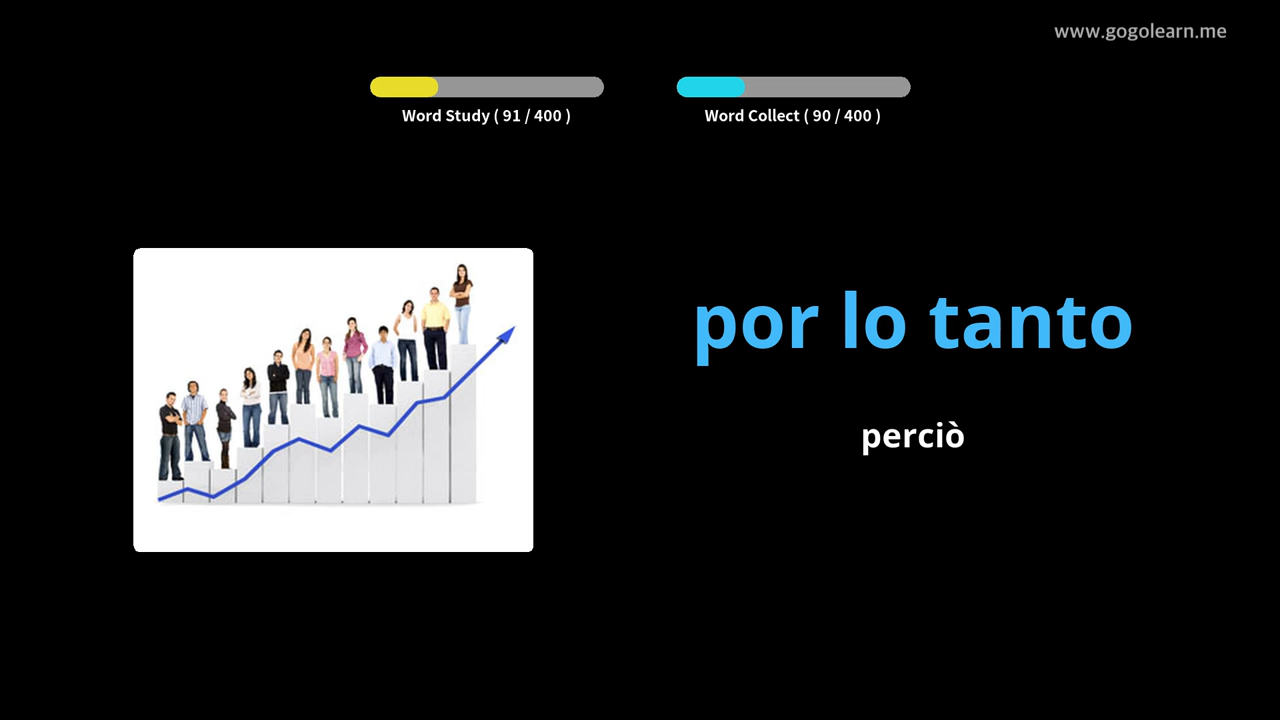 www.gogolearn.me
Word Study ( 91 / 400 )
Word Collect ( 90 / 400 )
por lo tanto
perciò